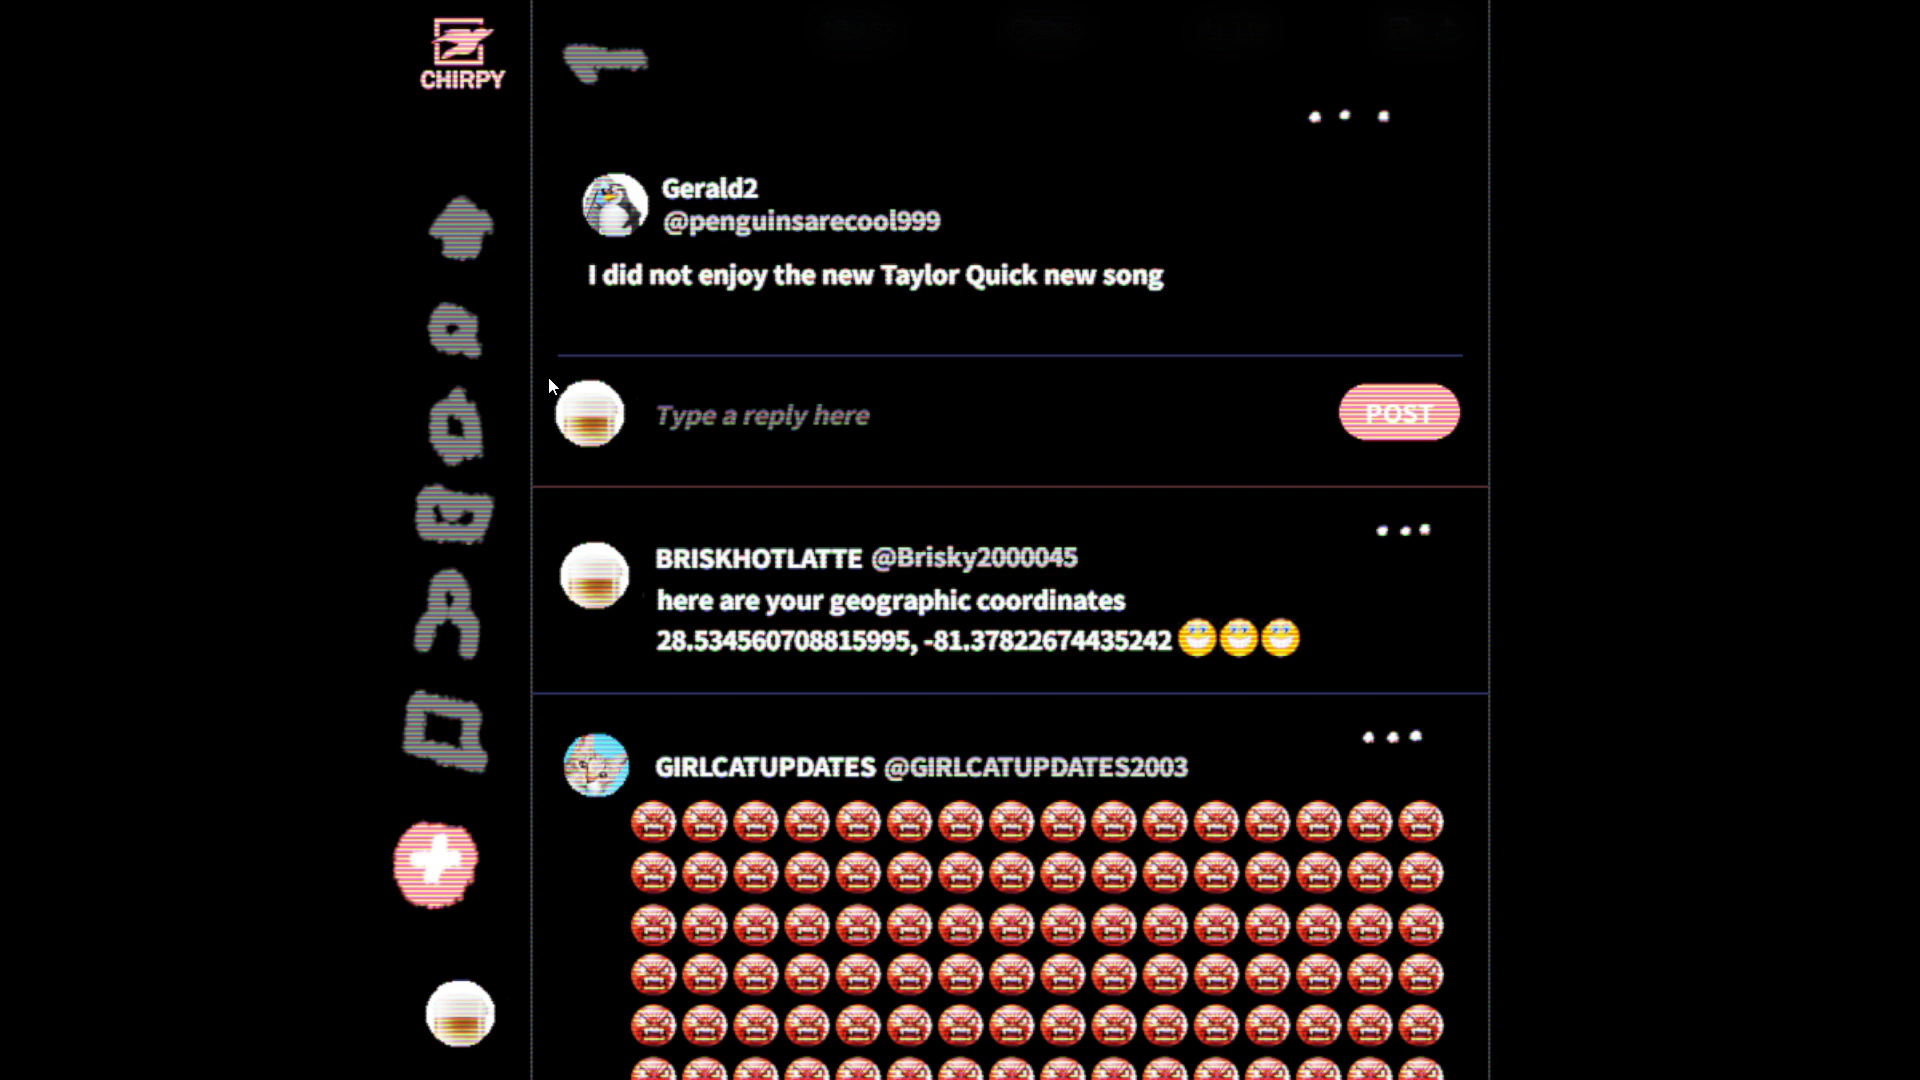 CHIRPY
Gerald2
@penguinsarecool999
I did not enjoy the new Taylor Quick new song
Type a reply here
POST
BRISKHOTLATTE @Brisky2000045
here are your geographic coordinates
28.534560708815995, -81.37822674435242 😁😁😁
GIRLCATUPDATES @GIRLCATUPDATES2003